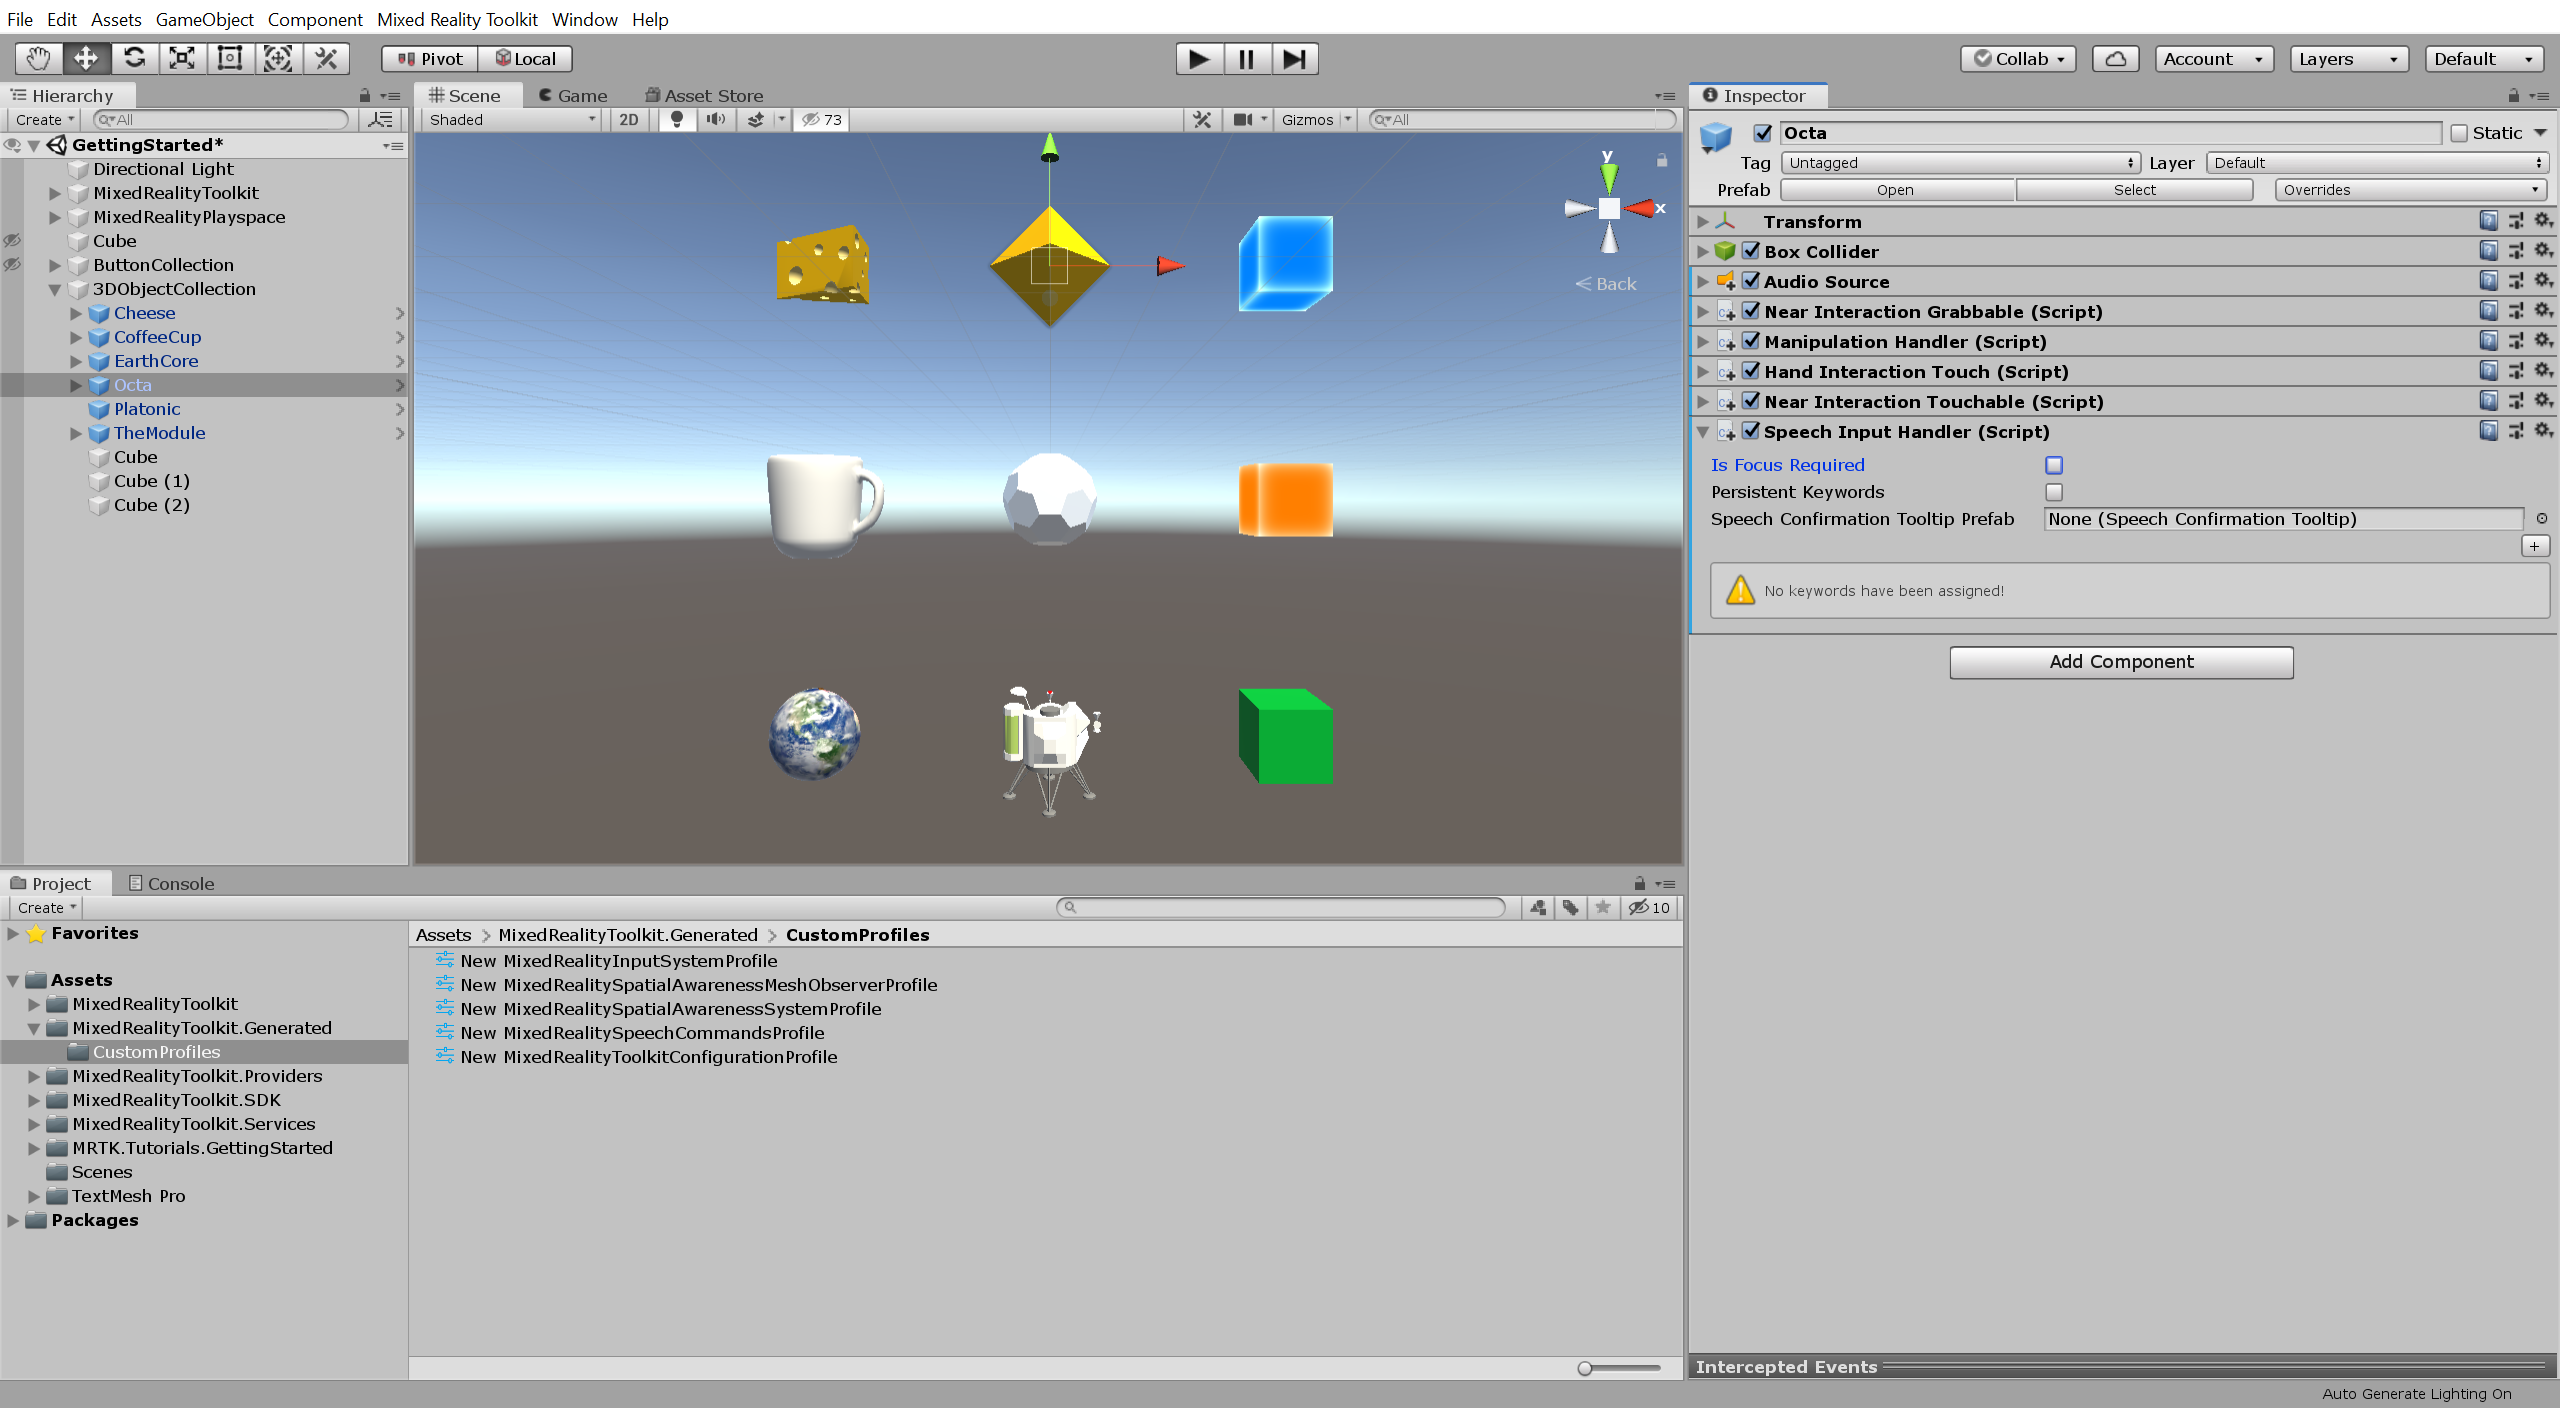 File Edit Assets GameObject Component Mixed Reality Toolkit Window Help
Pivot Local Collab Account Layers Default
Hierarchy
Create All
GettingStarted*
Directional Light
MixedRealityToolkit
MixedRealityPlayspace
Cube
ButtonCollection
3DObjectCollection
Cheese
CoffeeCup
EarthCore
Octa
Platonic
TheModule
Cube
Cube (1)
Cube (2)
Scene Game Asset Store
Shaded 2D 73 Gizmos All
y
x
Back
Inspector
Octa Static
Tag Untagged Layer Default
Prefab Open Select Overrides
Transform
Box Collider
Audio Source
Near Interaction Grabbable (Script)
Manipulation Handler (Script)
Hand Interaction Touch (Script)
Near Interaction Touchable (Script)
Speech Input Handler (Script)
Is Focus Required
Persistent Keywords
Speech Confirmation Tooltip Prefab None (Speech Confirmation Tooltip)
+
No keywords have been assigned!
Add Component
Project Console
Create 10
Favorites
Assets
MixedRealityToolkit
MixedRealityToolkit.Generated
CustomProfiles
MixedRealityToolkit.Providers
MixedRealityToolkit.SDK
MixedRealityToolkit.Services
MRTK.Tutorials.GettingStarted
Scenes
TextMesh Pro
Packages
Assets > MixedRealityToolkit.Generated > CustomProfiles
New MixedRealityInputSystemProfile
New MixedRealitySpatialAwarenessMeshObserverProfile
New MixedRealitySpatialAwarenessSystemProfile
New MixedRealitySpeechCommandsProfile
New MixedRealityToolkitConfigurationProfile
Intercepted Events
Auto Generate Lighting On